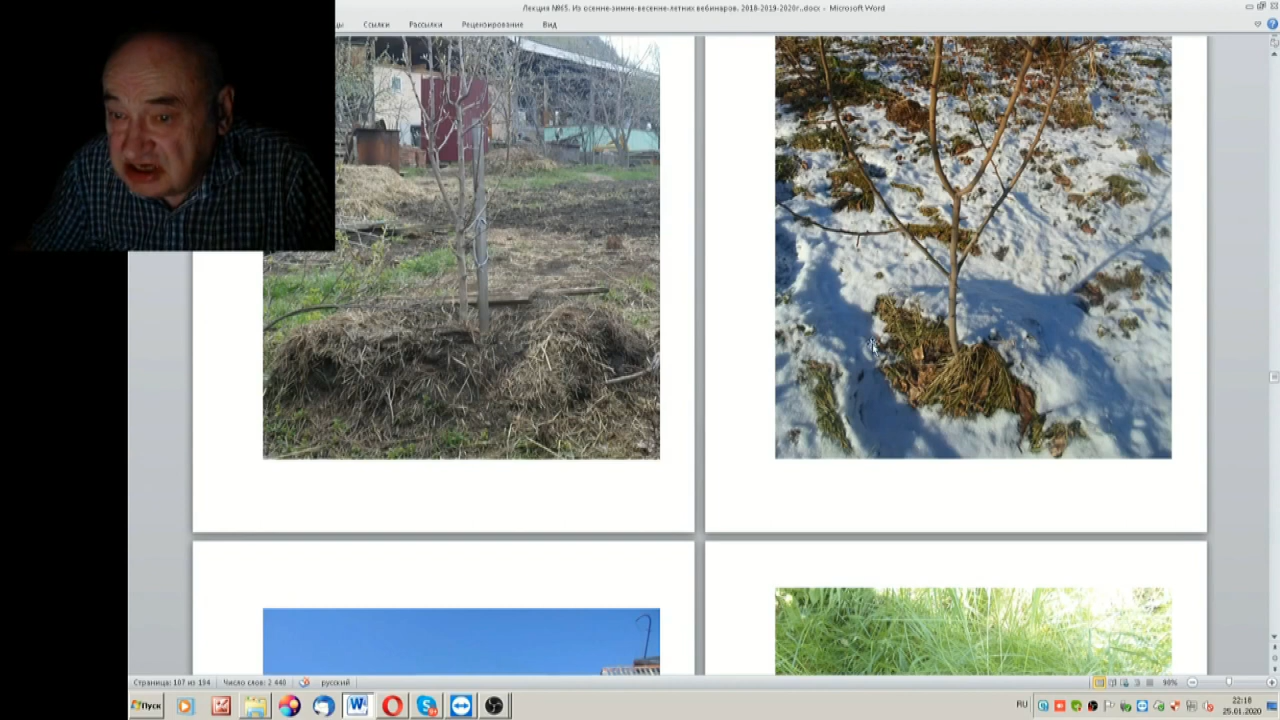 Лекция №65. Из осенне-зимне-весенне-летних вебинаров. 2018-2019-2020г..docx - Microsoft Word
Ссылки Рассылки Рецензирование Вид
Страница: 107 из 194 Число слов: 2 440 русский 90%
Пуск RU 22:18
25.01.2020